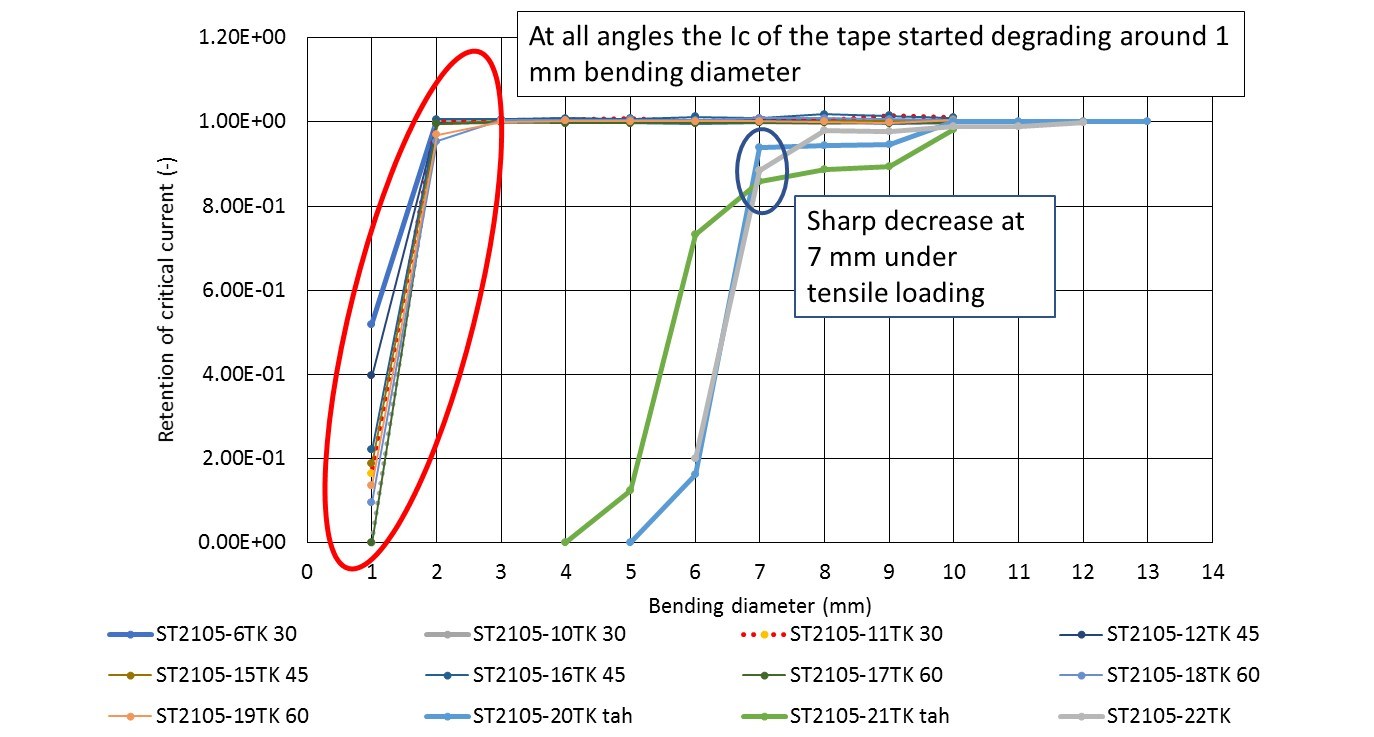 At all angles the Ic of the tape started degrading around 1
mm bending diameter
1.20E+00
1.00E+00
8.00E-01
6.00E-01
4.00E-01
2.00E-01
0.00E+00
Retention of critical current (-)
Sharp decrease at
7 mm under
tensile loading
0 1 2 3 4 5 6 7 8 9 10 11 12 13 14
Bending diameter (mm)
ST2105-6TK 30 ST2105-10TK 30 ST2105-11TK 30 ST2105-12TK 45
ST2105-15TK 45 ST2105-16TK 45 ST2105-17TK 60 ST2105-18TK 60
ST2105-19TK 60 ST2105-20TK tah ST2105-21TK tah ST2105-22TK